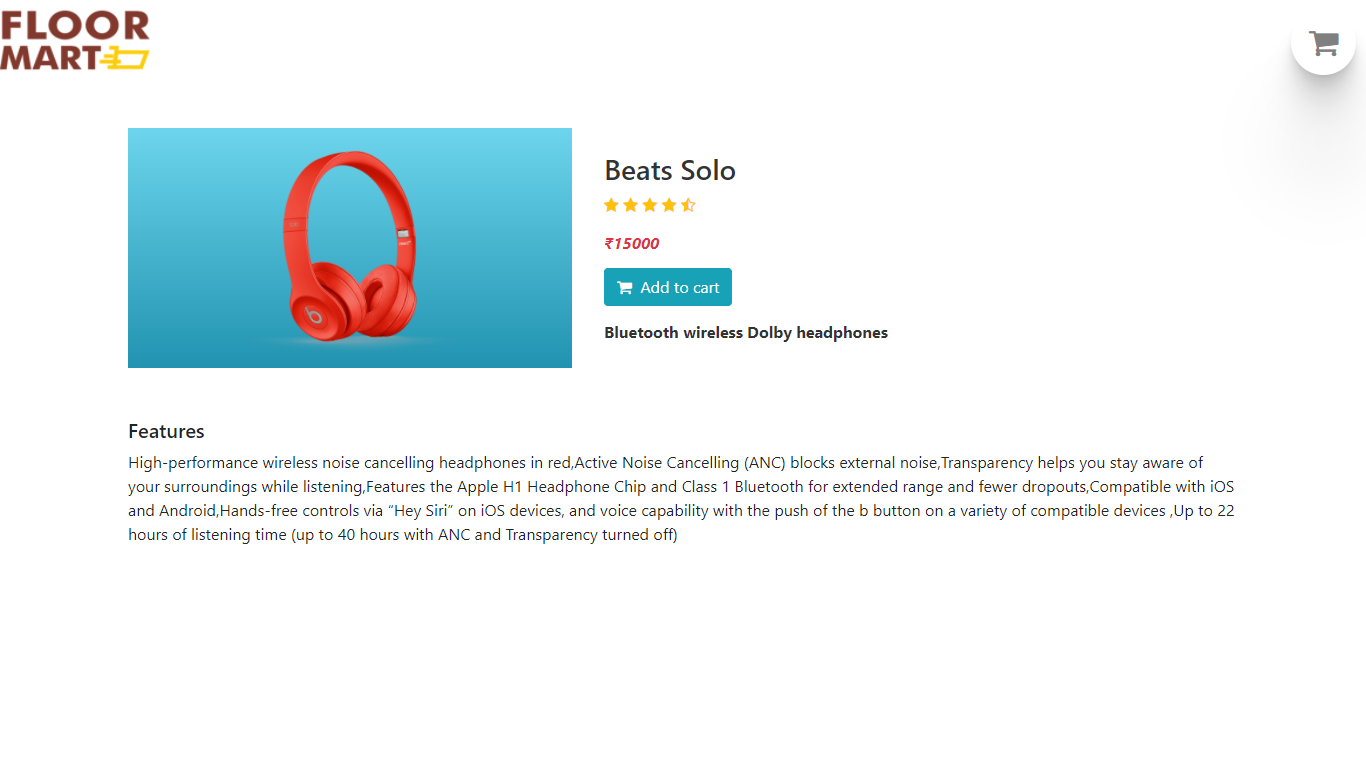 FLOOR
MART
Beats Solo
₹15000
Add to cart
Bluetooth wireless Dolby headphones
Features
High-performance wireless noise cancelling headphones in red,Active Noise Cancelling (ANC) blocks external noise,Transparency helps you stay aware of
your surroundings while listening,Features the Apple H1 Headphone Chip and Class 1 Bluetooth for extended range and fewer dropouts,Compatible with iOS
and Android,Hands-free controls via “Hey Siri” on iOS devices, and voice capability with the push of the b button on a variety of compatible devices ,Up to 22
hours of listening time (up to 40 hours with ANC and Transparency turned off)